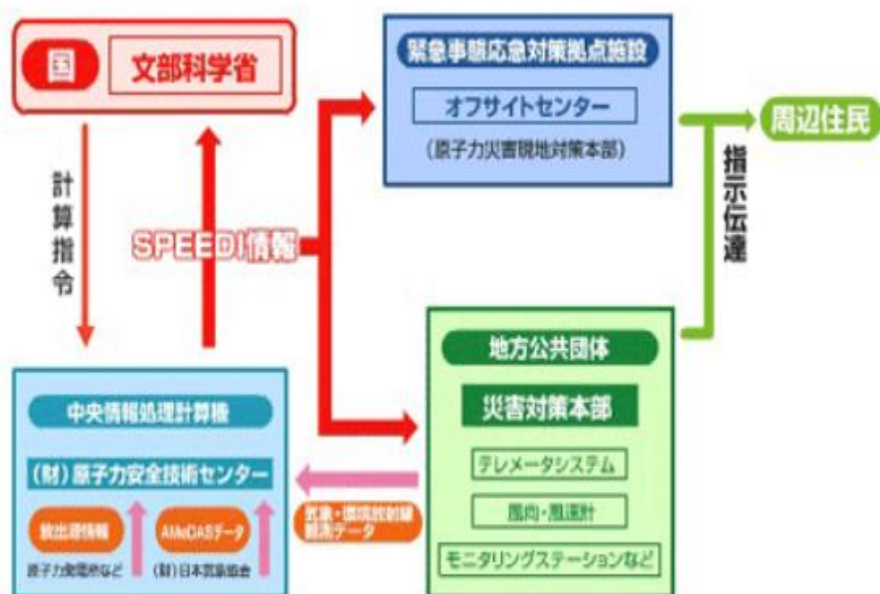 国
文部科学省
計算指令
SPEEDI情報
緊急事態応急対策拠点施設
オフサイトセンター
（原子力災害現地対策本部）
周辺住民
指示伝達
中央情報処理計算機
（財）原子力安全技術センター
放出源情報
AMeDASデータ
原子力発電所など
（財）日本気象協会
気象・環境放射線
観測データ
地方公共団体
災害対策本部
テレメータシステム
風向・風速計
モニタリングステーションなど